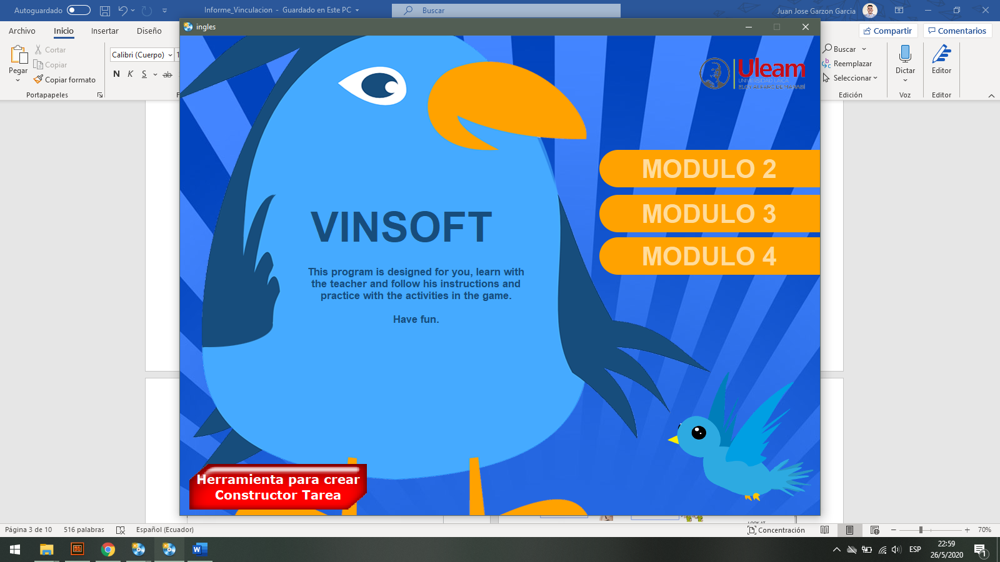 Autoguardado
Informe_Vinculacion - Guardado en Este PC
Buscar
Juan Jose Garzon Garcia
Archivo
Inicio
Insertar
Diseño
Compartir
Comentarios
Pegar
Cortar
Copiar
Copiar formato
Portapapeles
Calibri (Cuerpo)
N K S ab
Buscar
Reemplazar
Seleccionar
Edición
Dictar
Voz
Editor
Editor
ingles
Uleam
UNIVERSIDAD LAICA
ELOY ALFARO DE MANABÍ
MODULO 2
MODULO 3
MODULO 4
VINSOFT
This program is designed for you, learn with
the teacher and follow his instructions and
practice with the activities in the game.
Have fun.
Herramienta para crear
Constructor Tarea
LOOK AT
Página 3 de 10
516 palabras
Español (Ecuador)
Concentración
70%
ESP
22:59
26/5/2020
1